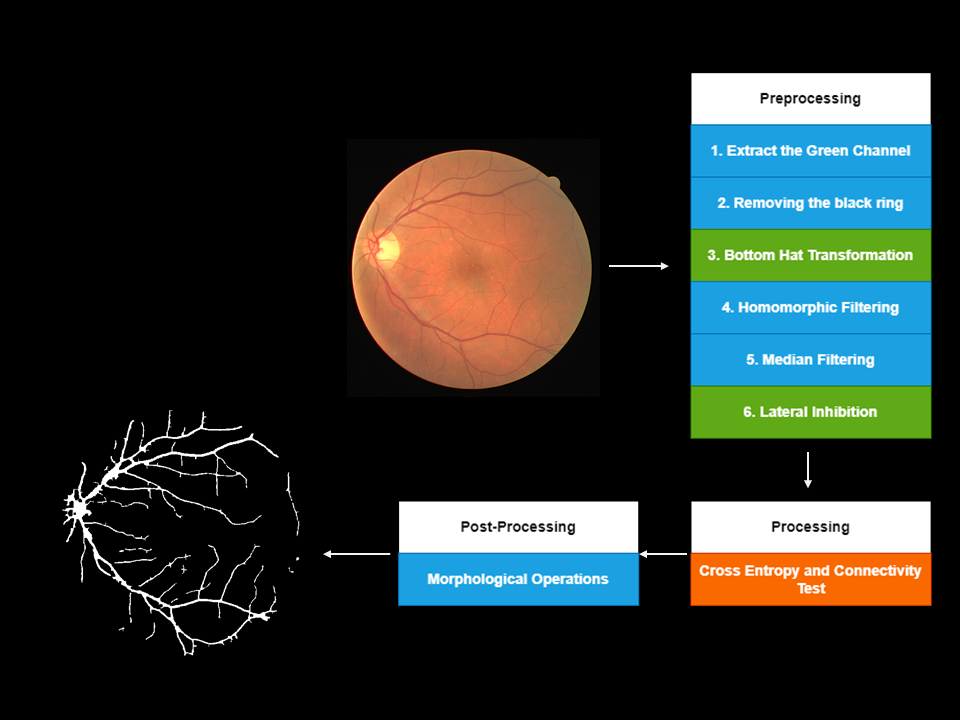 Preprocessing
1. Extract the Green Channel
2. Removing the black ring
3. Bottom Hat Transformation
4. Homomorphic Filtering
5. Median Filtering
6. Lateral Inhibition
Processing
Cross Entropy and Connectivity
Test
Post-Processing
Morphological Operations